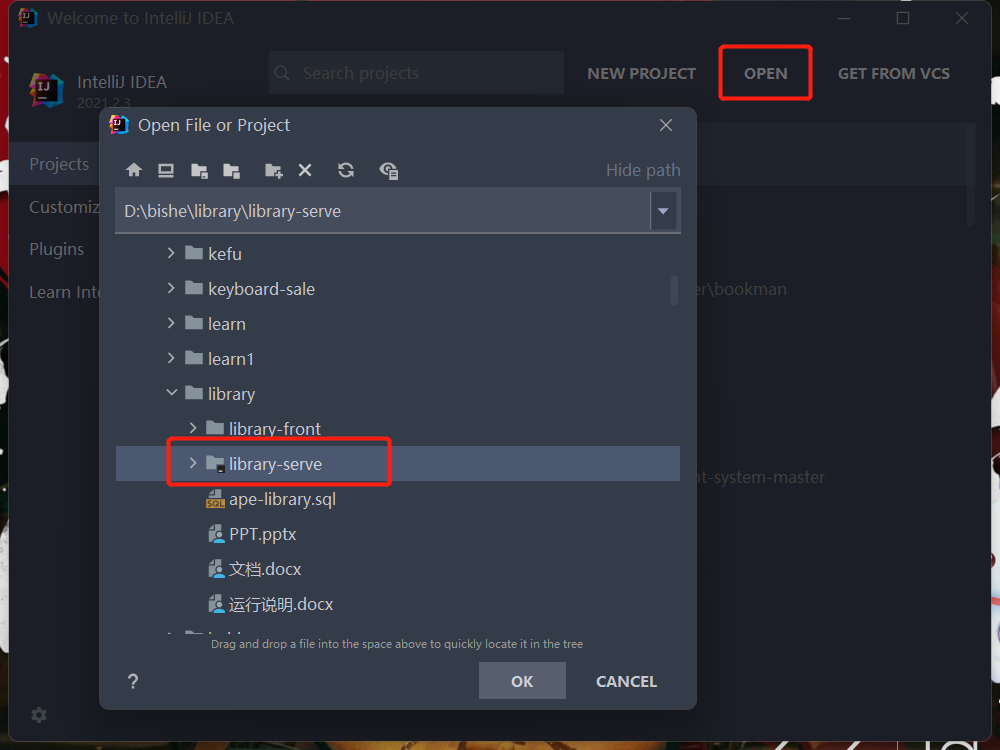 Welcome to IntelliJ IDEA
IntelliJ IDEA
2021.2.3
Search projects
NEW PROJECT
OPEN
GET FROM VCS
Projects
Customiz
Plugins
Learn Inte
er\bookman
nt-system-master
Open File or Project
Hide path
D:\bishe\library\library-serve
kefu
keyboard-sale
learn
learn1
library
library-front
library-serve
SQL ape-library.sql
PPT.pptx
文档.docx
运行说明.docx
Drag and drop a file into the space above to quickly locate it in the tree
?
OK
CANCEL